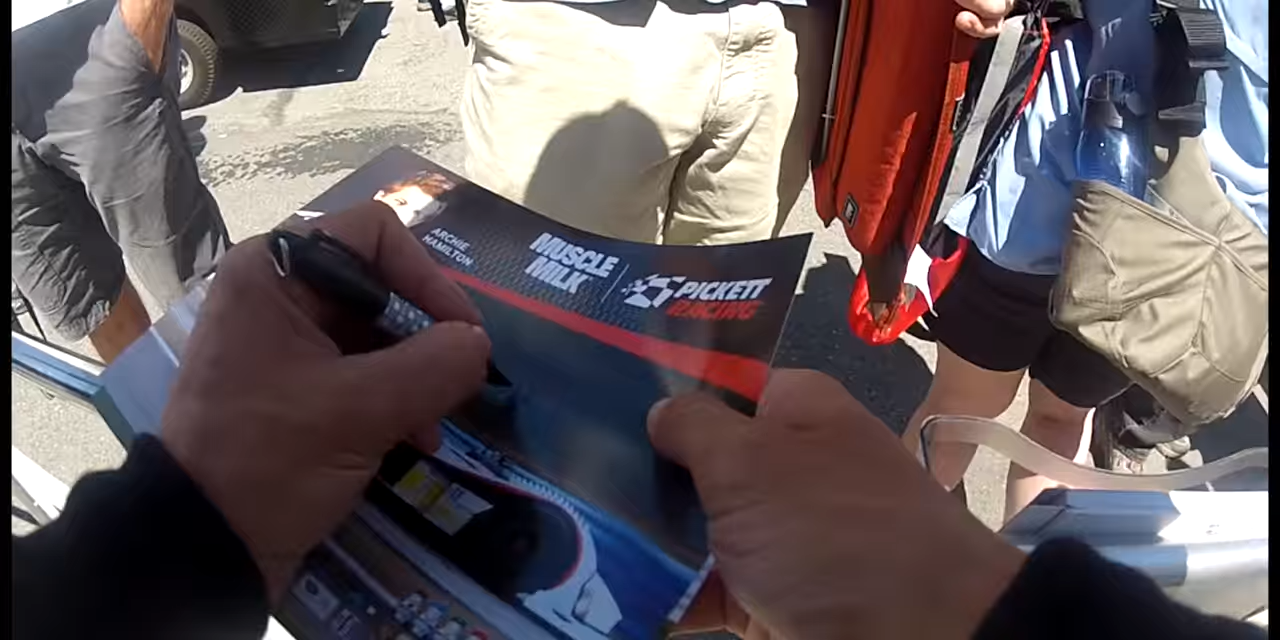 ARCHIE
HAMILTON
MUSCLE
MILK
PICKETT
RACING